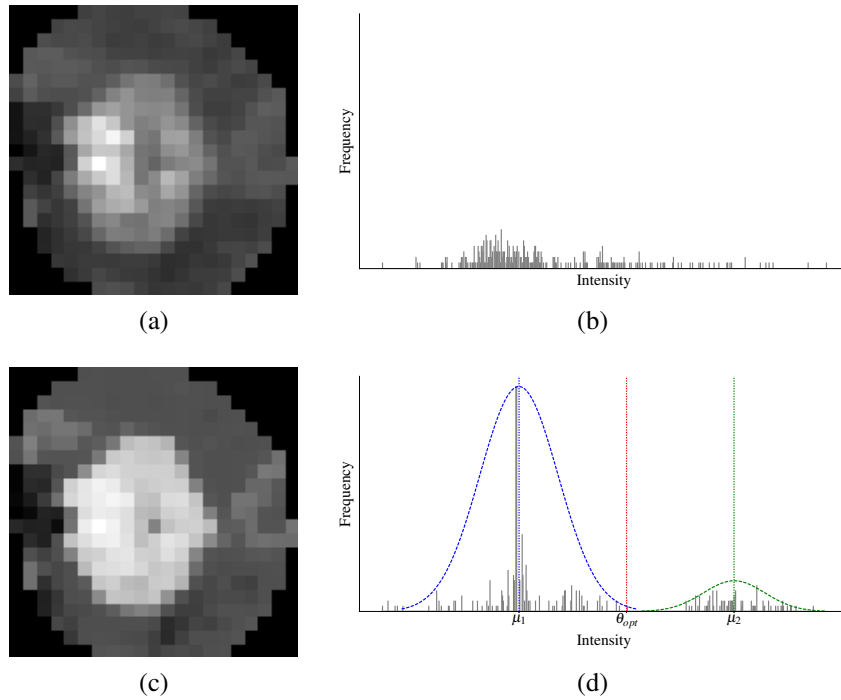 Frequency
Intensity
(a)
(b)
Frequency
μ₁
θₒₚₜ
μ₂
Intensity
(c)
(d)